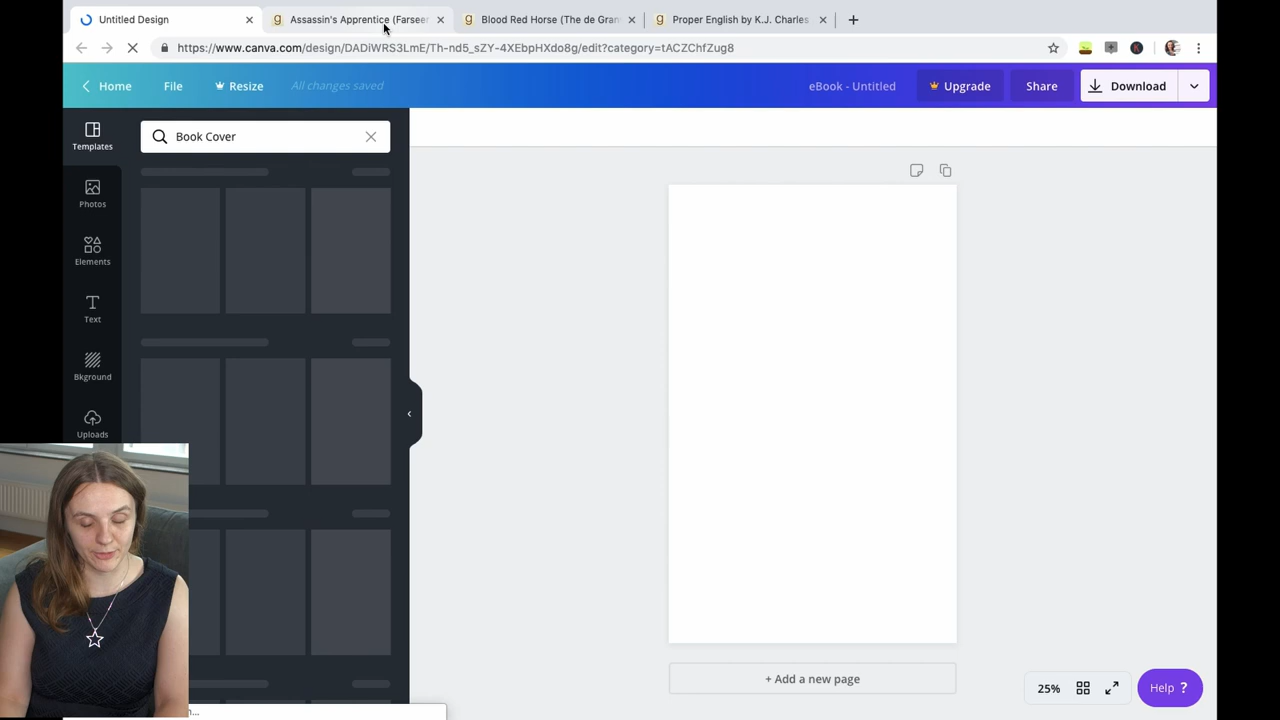 Untitled Design
Assassin's Apprentice (Farseer
Blood Red Horse (The de Gran
Proper English by K.J. Charles
https://www.canva.com/design/DADiWRS3LmE/Th-nd5_sZY-4XEbpHXdo8g/edit?category=tACZChfZug8
Home
File
Resize
All changes saved
eBook - Untitled
Upgrade
Share
Download
Templates
Book Cover
Photos
Elements
Text
Bkground
Uploads
+ Add a new page
25%
Help ?